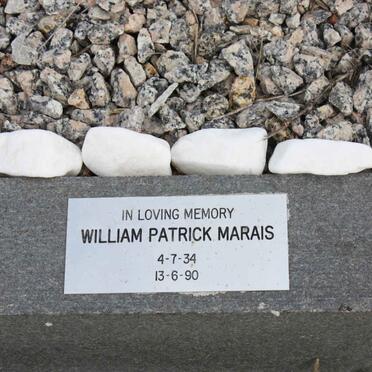 IN LOVING MEMORY
WILLIAM PATRICK MARAIS
4-7-34
13-6-90